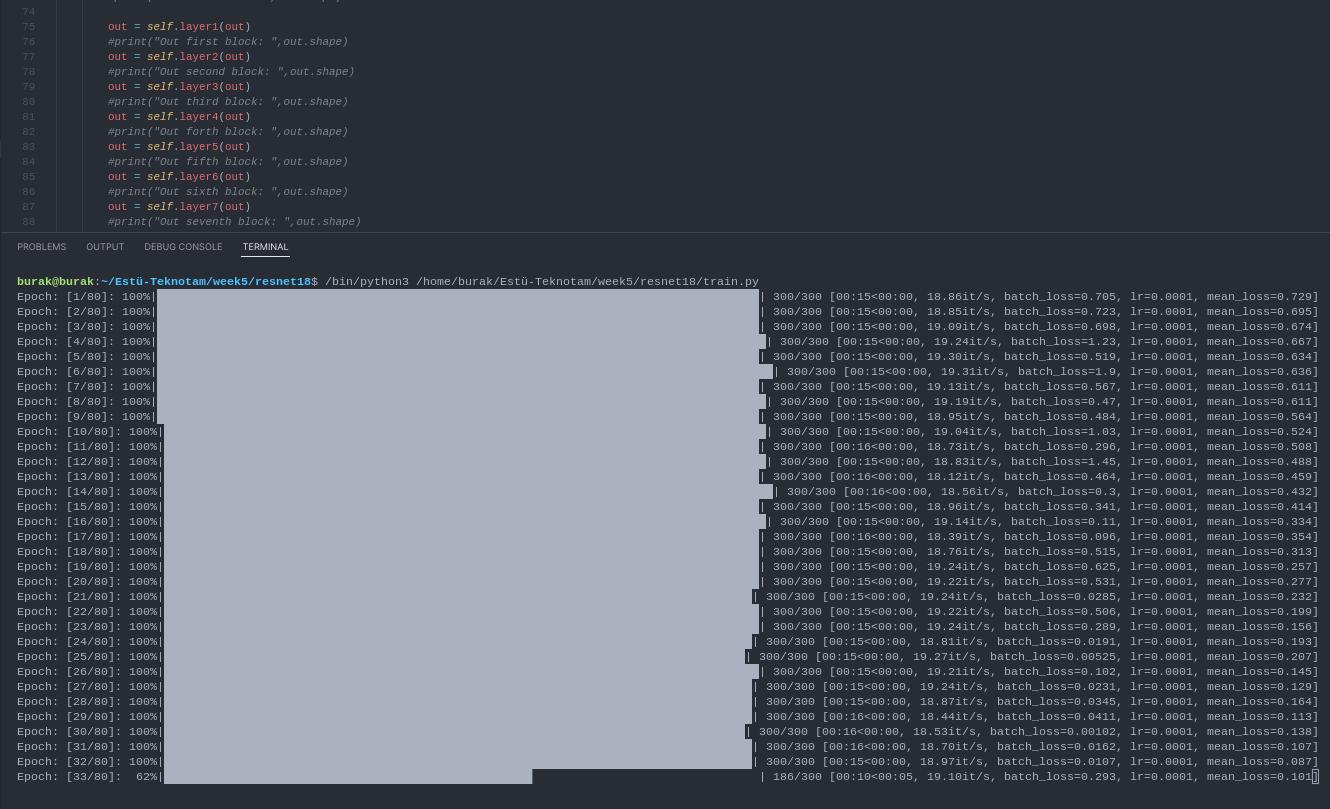 74
75 out = self.layer1(out)
76 #print("Out first block: ",out.shape)
77 out = self.layer2(out)
78 #print("Out second block: ",out.shape)
79 out = self.layer3(out)
80 #print("Out third block: ",out.shape)
81 out = self.layer4(out)
82 #print("Out forth block: ",out.shape)
83 out = self.layer5(out)
84 #print("Out fifth block: ",out.shape)
85 out = self.layer6(out)
86 #print("Out sixth block: ",out.shape)
87 out = self.layer7(out)
88 #print("Out seventh block: ",out.shape)
PROBLEMS OUTPUT DEBUG CONSOLE TERMINAL
burak@burak:~/Estü-Teknotam/week5/resnet18$ /bin/python3 /home/burak/Estü-Teknotam/week5/resnet18/train.py
Epoch: [1/80]: 100%| | 300/300 [00:15<00:00, 18.86it/s, batch_loss=0.705, lr=0.0001, mean_loss=0.729]
Epoch: [2/80]: 100%| | 300/300 [00:15<00:00, 18.85it/s, batch_loss=0.723, lr=0.0001, mean_loss=0.695]
Epoch: [3/80]: 100%| | 300/300 [00:15<00:00, 19.09it/s, batch_loss=0.698, lr=0.0001, mean_loss=0.674]
Epoch: [4/80]: 100%| | 300/300 [00:15<00:00, 19.24it/s, batch_loss=1.23, lr=0.0001, mean_loss=0.667]
Epoch: [5/80]: 100%| | 300/300 [00:15<00:00, 19.30it/s, batch_loss=0.519, lr=0.0001, mean_loss=0.634]
Epoch: [6/80]: 100%| | 300/300 [00:15<00:00, 19.31it/s, batch_loss=1.9, lr=0.0001, mean_loss=0.636]
Epoch: [7/80]: 100%| | 300/300 [00:15<00:00, 19.13it/s, batch_loss=0.567, lr=0.0001, mean_loss=0.611]
Epoch: [8/80]: 100%| | 300/300 [00:15<00:00, 19.19it/s, batch_loss=0.47, lr=0.0001, mean_loss=0.611]
Epoch: [9/80]: 100%| | 300/300 [00:15<00:00, 18.95it/s, batch_loss=0.484, lr=0.0001, mean_loss=0.564]
Epoch: [10/80]: 100%| | 300/300 [00:15<00:00, 19.04it/s, batch_loss=1.03, lr=0.0001, mean_loss=0.524]
Epoch: [11/80]: 100%| | 300/300 [00:16<00:00, 18.73it/s, batch_loss=0.296, lr=0.0001, mean_loss=0.508]
Epoch: [12/80]: 100%| | 300/300 [00:15<00:00, 18.83it/s, batch_loss=1.45, lr=0.0001, mean_loss=0.488]
Epoch: [13/80]: 100%| | 300/300 [00:16<00:00, 18.12it/s, batch_loss=0.464, lr=0.0001, mean_loss=0.459]
Epoch: [14/80]: 100%| | 300/300 [00:16<00:00, 18.56it/s, batch_loss=0.3, lr=0.0001, mean_loss=0.432]
Epoch: [15/80]: 100%| | 300/300 [00:15<00:00, 18.96it/s, batch_loss=0.341, lr=0.0001, mean_loss=0.414]
Epoch: [16/80]: 100%| | 300/300 [00:15<00:00, 19.14it/s, batch_loss=0.11, lr=0.0001, mean_loss=0.334]
Epoch: [17/80]: 100%| | 300/300 [00:16<00:00, 18.39it/s, batch_loss=0.096, lr=0.0001, mean_loss=0.354]
Epoch: [18/80]: 100%| | 300/300 [00:15<00:00, 18.76it/s, batch_loss=0.515, lr=0.0001, mean_loss=0.313]
Epoch: [19/80]: 100%| | 300/300 [00:15<00:00, 19.24it/s, batch_loss=0.625, lr=0.0001, mean_loss=0.257]
Epoch: [20/80]: 100%| | 300/300 [00:15<00:00, 19.22it/s, batch_loss=0.531, lr=0.0001, mean_loss=0.277]
Epoch: [21/80]: 100%| | 300/300 [00:15<00:00, 19.24it/s, batch_loss=0.0285, lr=0.0001, mean_loss=0.232]
Epoch: [22/80]: 100%| | 300/300 [00:15<00:00, 19.22it/s, batch_loss=0.506, lr=0.0001, mean_loss=0.199]
Epoch: [23/80]: 100%| | 300/300 [00:15<00:00, 19.24it/s, batch_loss=0.289, lr=0.0001, mean_loss=0.156]
Epoch: [24/80]: 100%| | 300/300 [00:15<00:00, 18.81it/s, batch_loss=0.0191, lr=0.0001, mean_loss=0.193]
Epoch: [25/80]: 100%| | 300/300 [00:15<00:00, 19.27it/s, batch_loss=0.00525, lr=0.0001, mean_loss=0.207]
Epoch: [26/80]: 100%| | 300/300 [00:15<00:00, 19.21it/s, batch_loss=0.102, lr=0.0001, mean_loss=0.145]
Epoch: [27/80]: 100%| | 300/300 [00:15<00:00, 19.24it/s, batch_loss=0.0231, lr=0.0001, mean_loss=0.129]
Epoch: [28/80]: 100%| | 300/300 [00:15<00:00, 18.87it/s, batch_loss=0.0345, lr=0.0001, mean_loss=0.164]
Epoch: [29/80]: 100%| | 300/300 [00:16<00:00, 18.44it/s, batch_loss=0.0411, lr=0.0001, mean_loss=0.113]
Epoch: [30/80]: 100%| | 300/300 [00:16<00:00, 18.53it/s, batch_loss=0.00102, lr=0.0001, mean_loss=0.138]
Epoch: [31/80]: 100%| | 300/300 [00:16<00:00, 18.70it/s, batch_loss=0.0162, lr=0.0001, mean_loss=0.107]
Epoch: [32/80]: 100%| | 300/300 [00:15<00:00, 18.97it/s, batch_loss=0.0107, lr=0.0001, mean_loss=0.087]
Epoch: [33/80]: 62%| | 186/300 [00:10<00:05, 19.10it/s, batch_loss=0.293, lr=0.0001, mean_loss=0.101]